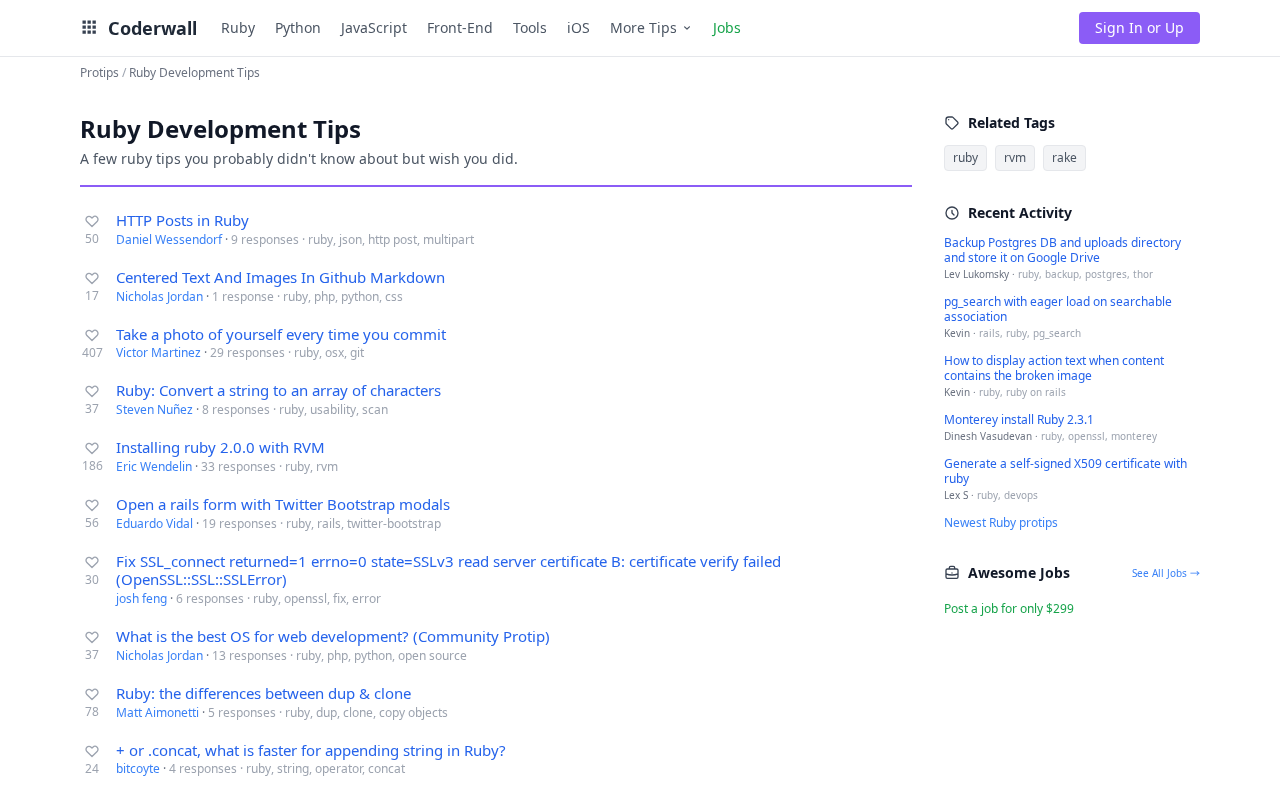 Coderwall Ruby Python JavaScript Front-End Tools iOS More Tips Jobs Sign In or Up
Protips / Ruby Development Tips
Ruby Development Tips
A few ruby tips you probably didn't know about but wish you did.
HTTP Posts in Ruby
50
Daniel Wessendorf · 9 responses · ruby, json, http post, multipart
Centered Text And Images In Github Markdown
17
Nicholas Jordan · 1 response · ruby, php, python, css
Take a photo of yourself every time you commit
407
Victor Martinez · 29 responses · ruby, osx, git
Ruby: Convert a string to an array of characters
37
Steven Nuñez · 8 responses · ruby, usability, scan
Installing ruby 2.0.0 with RVM
186
Eric Wendelin · 33 responses · ruby, rvm
Open a rails form with Twitter Bootstrap modals
56
Eduardo Vidal · 19 responses · ruby, rails, twitter-bootstrap
Fix SSL_connect returned=1 errno=0 state=SSLv3 read server certificate B: certificate verify failed
(OpenSSL::SSL::SSLError)
30
josh feng · 6 responses · ruby, openssl, fix, error
What is the best OS for web development? (Community Protip)
37
Nicholas Jordan · 13 responses · ruby, php, python, open source
Ruby: the differences between dup & clone
78
Matt Aimonetti · 5 responses · ruby, dup, clone, copy objects
+ or .concat, what is faster for appending string in Ruby?
24
bitcoyte · 4 responses · ruby, string, operator, concat
Related Tags
ruby rvm rake
Recent Activity
Backup Postgres DB and uploads directory
and store it on Google Drive
Lev Lukomsky · ruby, backup, postgres, thor
pg_search with eager load on searchable
association
Kevin · rails, ruby, pg_search
How to display action text when content
contains the broken image
Kevin · ruby, ruby on rails
Monterey install Ruby 2.3.1
Dinesh Vasudevan · ruby, openssl, monterey
Generate a self-signed X509 certificate with
ruby
Lex S · ruby, devops
Newest Ruby protips
Awesome Jobs See All Jobs →
Post a job for only $299